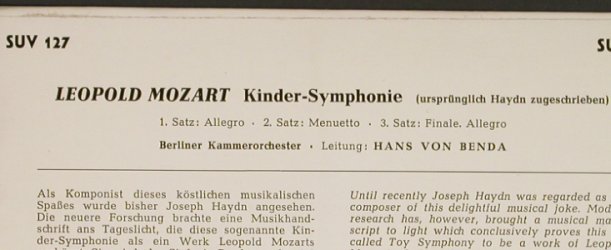 SUV 127
SU
LEOPOLD MOZART Kinder-Symphonie (ursprünglich Haydn zugeschrieben)
1. Satz: Allegro · 2. Satz: Menuetto · 3. Satz: Finale. Allegro
Berliner Kammerorchester · Leitung: HANS VON BENDA
Als Komponist dieses köstlichen musikalischen
Spaßes wurde bisher Joseph Haydn angesehen.
Die neuere Forschung brachte eine Musikhand-
schrift ans Tageslicht, die diese sogenannte Kin-
der-Symphonie als ein Werk Leopold Mozarts
Until recently Joseph Haydn was regarded as
composer of this delightful musical joke. Mod
research has, however, brought a musical ma
script to light which conclusively proves this
called Toy Symphony to be a work of Leop